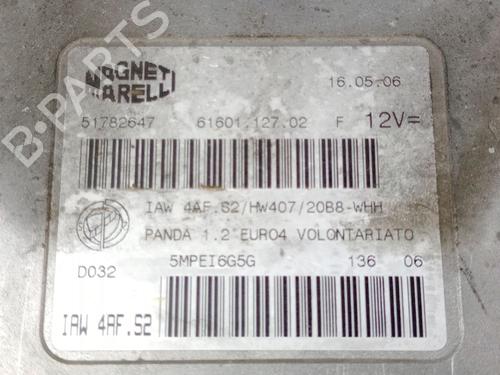 B-PARTS
MAGNETI
MARELLI
16.05.06
51782647 61601.127.02 F 12V=
IAW 4AF.S2/HW407/20B8-WHH
PANDA 1.2 EURO4 VOLONTARIATO
D032 5MPEI6G5G 136 06
IAW 4AF.S2